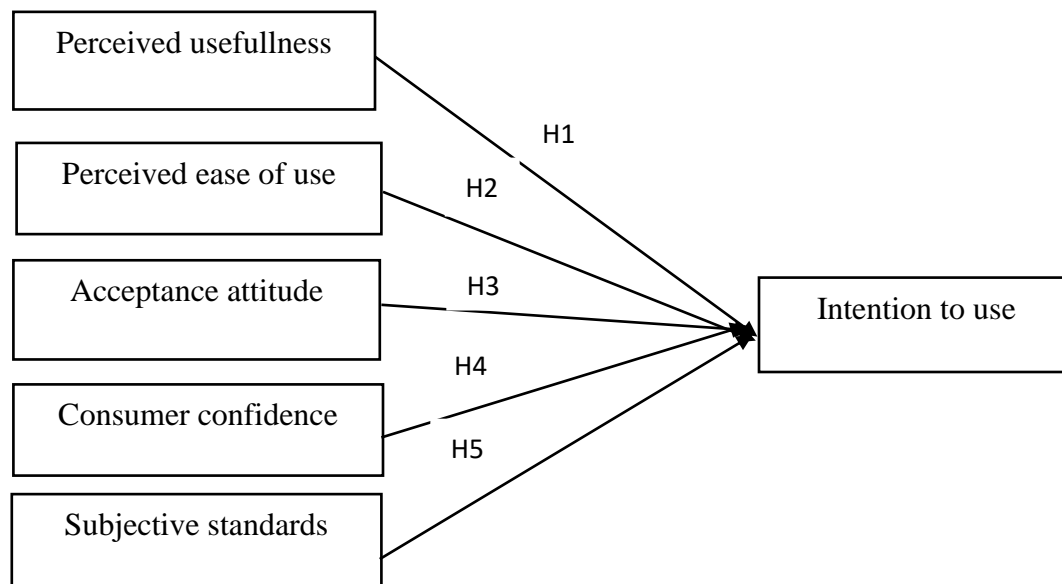 Perceived usefullness
H1
Perceived ease of use
H2
Acceptance attitude
H3
Intention to use
H4
Consumer confidence
H5
Subjective standards